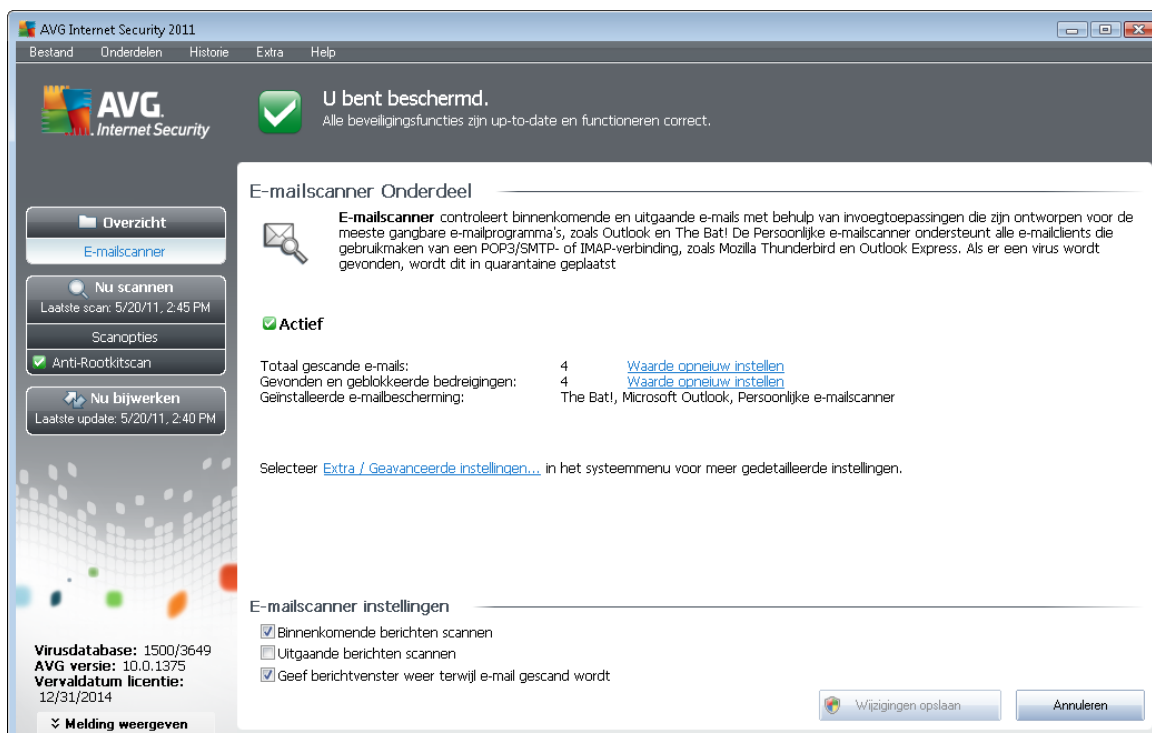 AVG Internet Security 2011
Bestand Onderdelen Historie Extra Help
AVG.
Internet Security
U bent beschermd.
Alle beveiligingsfuncties zijn up-to-date en functioneren correct.
Overzicht
E-mailscanner
Nu scannen
Laatste scan: 5/20/11, 2:45 PM
Scanopties
Anti-Rootkitscan
Nu bijwerken
Laatste update: 5/20/11, 2:40 PM
Virusdatabase: 1500/3649
AVG versie: 10.0.1375
Vervaldatum licentie:
12/31/2014
Melding weergeven
E-mailscanner Onderdeel
E-mailscanner controleert binnenkomende en uitgaande e-mails met behulp van invoegtoepassingen die zijn ontworpen voor de
meeste gangbare e-mailprogramma's, zoals Outlook en The Bat! De Persoonlijke e-mailscanner ondersteunt alle e-mailclients die
gebruikmaken van een POP3/SMTP- of IMAP-verbinding, zoals Mozilla Thunderbird en Outlook Express. Als er een virus wordt
gevonden, wordt dit in quarantaine geplaatst
Actief
Totaal gescande e-mails: 4 Waarde opneiuw instellen
Gevonden en geblokkeerde bedreigingen: 4 Waarde opneiuw instellen
Geïnstalleerde e-mailbescherming: The Bat!, Microsoft Outlook, Persoonlijke e-mailscanner
Selecteer Extra / Geavanceerde instellingen... in het systeemmenu voor meer gedetailleerde instellingen.
E-mailscanner instellingen
Binnenkomende berichten scannen
Uitgaande berichten scannen
Geef berichtvenster weer terwijl e-mail gescand wordt
Wijzigingen opslaan
Annuleren